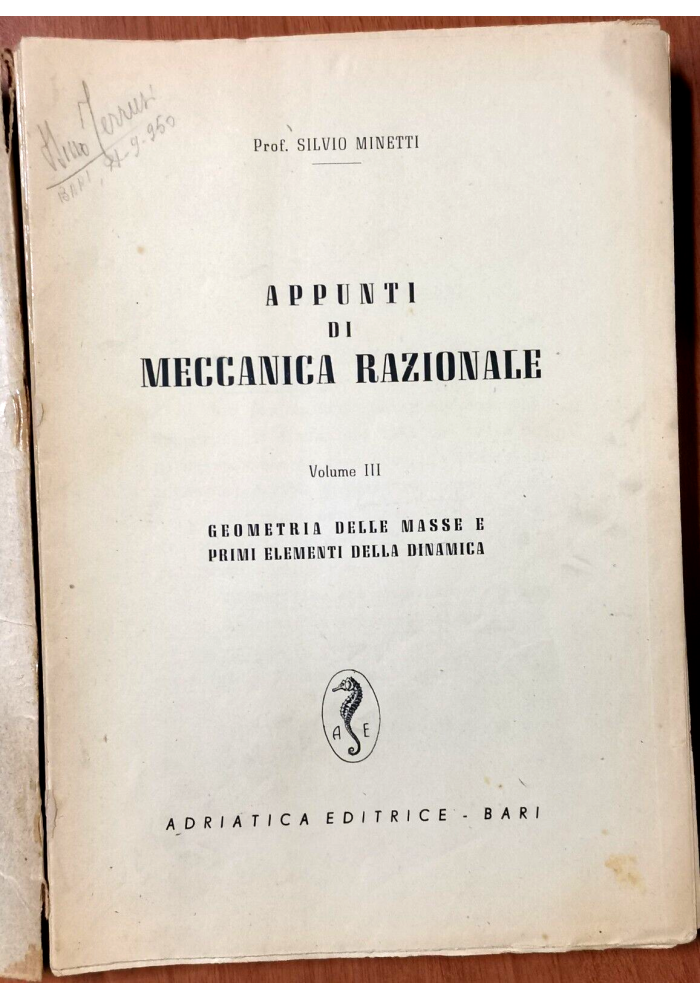 Prof. SILVIO MINETTI
APPUNTI
DI
MECCANICA RAZIONALE
Volume III
GEOMETRIA DELLE MASSE E
PRIMI ELEMENTI DELLA DINAMICA
A E
ADRIATICA EDITRICE - BARI